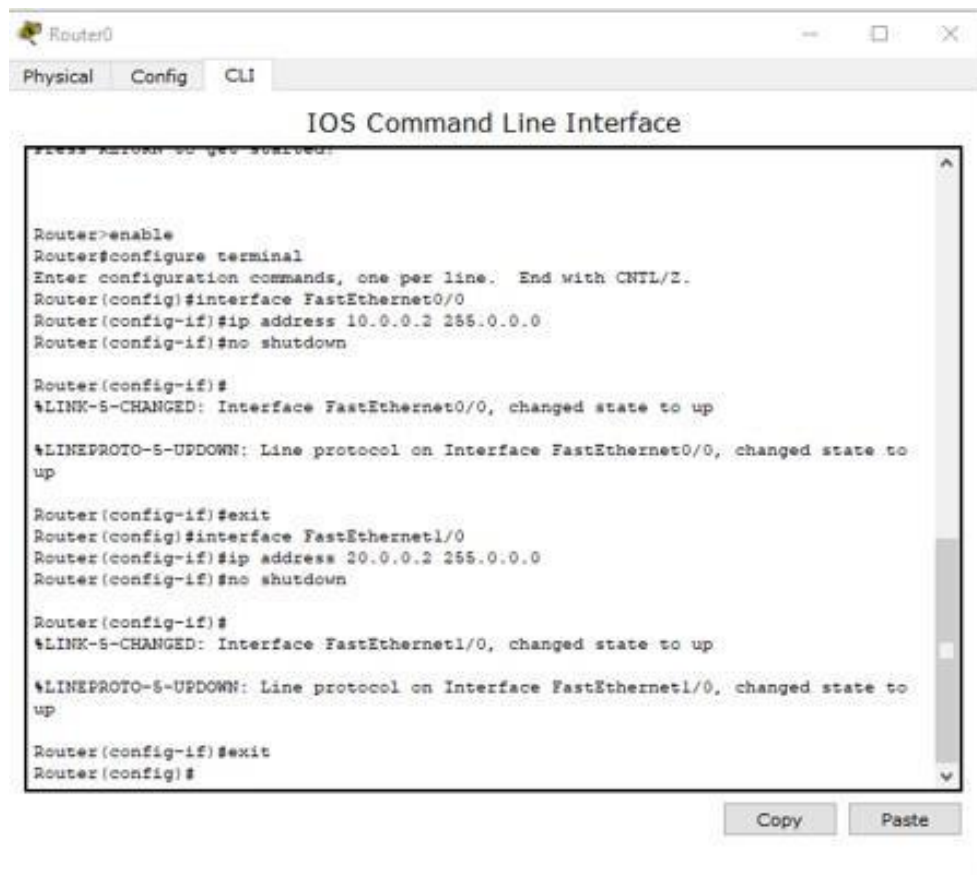 Router0
Physical Config CLI
IOS Command Line Interface
Press RETURN to get started!
Router>enable
Router#configure terminal
Enter configuration commands, one per line.  End with CNTL/Z.
Router(config)#interface FastEthernet0/0
Router(config-if)#ip address 10.0.0.2 255.0.0.0
Router(config-if)#no shutdown
Router(config-if)#
%LINK-5-CHANGED: Interface FastEthernet0/0, changed state to up
%LINEPROTO-5-UPDOWN: Line protocol on Interface FastEthernet0/0, changed state to
up
Router(config-if)#exit
Router(config)#interface FastEthernet1/0
Router(config-if)#ip address 20.0.0.2 255.0.0.0
Router(config-if)#no shutdown
Router(config-if)#
%LINK-5-CHANGED: Interface FastEthernet1/0, changed state to up
%LINEPROTO-5-UPDOWN: Line protocol on Interface FastEthernet1/0, changed state to
up
Router(config-if)#exit
Router(config)#
Copy Paste